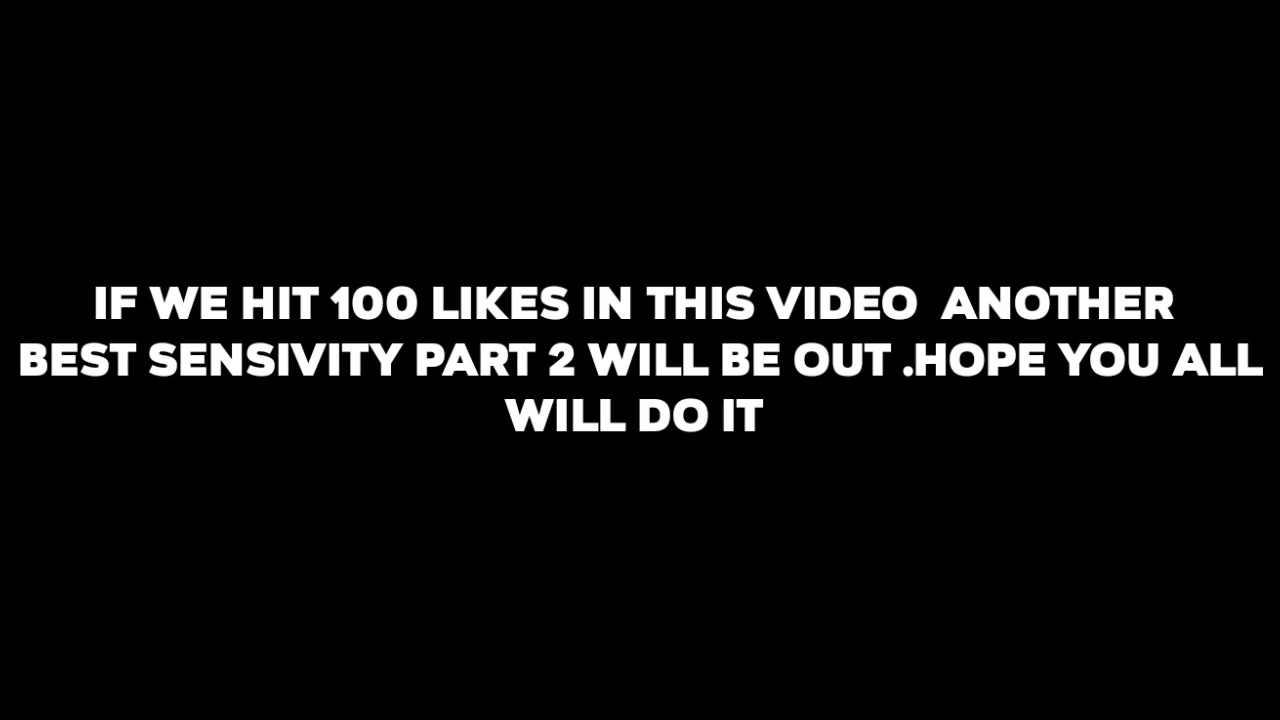 IF WE HIT 100 LIKES IN THIS VIDEO  ANOTHER
BEST SENSIVITY PART 2 WILL BE OUT .HOPE YOU ALL
WILL DO IT